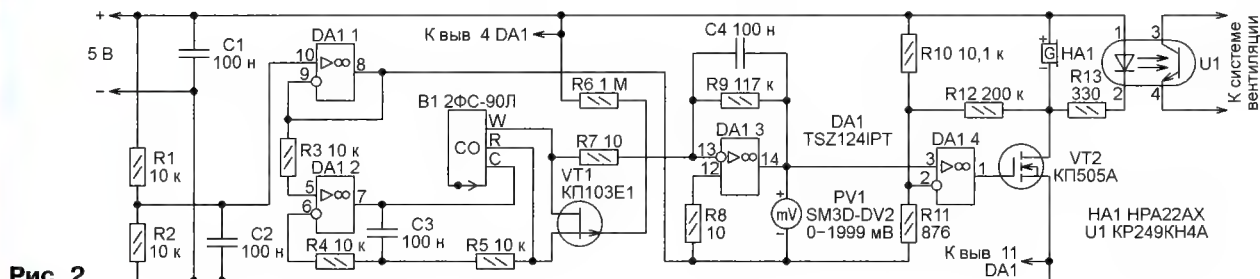 +
5 В
−
C1
100 н
R1
10 к
R2
10 к
C2
100 н
Рис. 2
DA1.1
▷∞
10
9
8
R3 10 к
DA1.2
▷∞
5
6
7
R4 10 к
C3
100 н
R5 10 к
К выв. 4 DA1
B1 2ФС-90Л
CO
W
R
C
R6 1 М
R7 10
VT1
КП103Е1
C4 100 н
R9 117 к
DA1.3
▷∞
13
12
14
R8
10
DA1
TSZ124IPT
+
mV
−
PV1
SM3D-DV2
0−1999 мВ
R10 10,1 к
R12 200 к
DA1.4
▷∞
3
2
1
R11
876
К выв. 11
DA1
+
G
−
HA1
R13
330
VT2
КП505А
1
2
3
4
U1
К системе
вентиляции
HA1 HPA22AX
U1 КР249КН4А